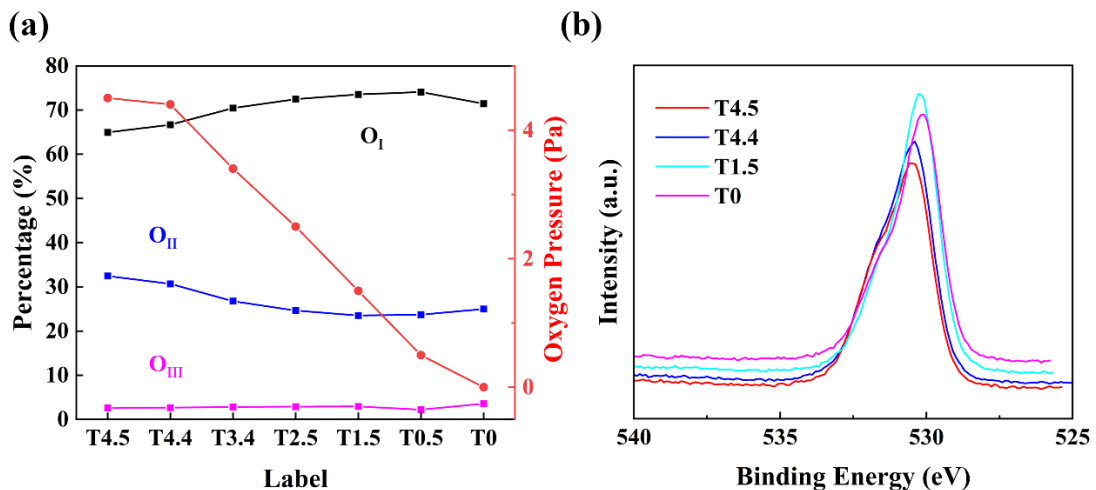 (a)
80
70
60
50
40
30
20
10
0
Percentage (%)
O_I
O_II
O_III
4
2
0
Oxygen Pressure (Pa)
T4.5 T4.4 T3.4 T2.5 T1.5 T0.5 T0
Label
(b)
T4.5
T4.4
T1.5
T0
Intensity (a.u.)
540 535 530 525
Binding Energy (eV)